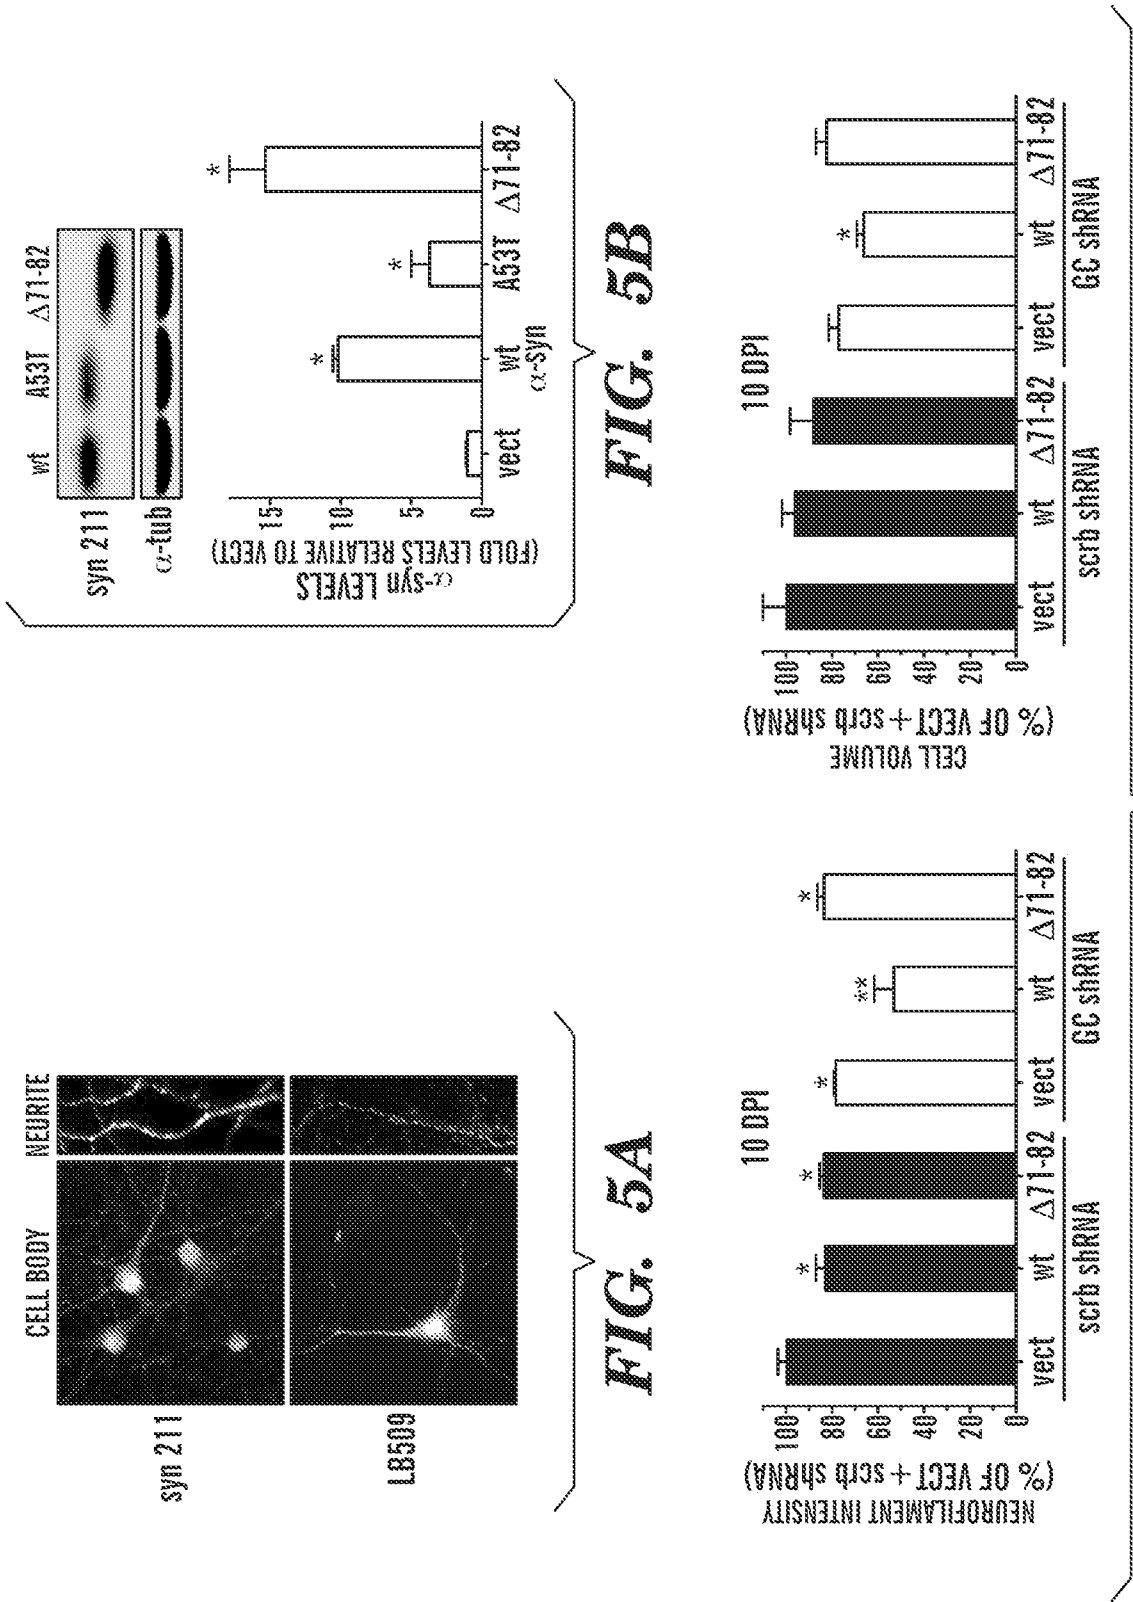 CELL BODY NEURITE
syn 211
LB509
FIG. 5A
wt A53T Δ71-82
syn 211
α-tub
α-syn LEVELS
(FOLD LEVELS RELATIVE TO VECT)
15
10
5
0
*
*
*
vect wt A53T Δ71-82
α-syn
FIG. 5B
10 DPI
NEUROFILAMENT INTENSITY
(% OF VECT + scrb shRNA)
100
80
60
40
20
0
* * * ** *
vect wt Δ71-82 vect wt Δ71-82
scrb shRNA GC shRNA
10 DPI
CELL VOLUME
(% OF VECT + scrb shRNA)
100
80
60
40
20
0
*
vect wt Δ71-82 vect wt Δ71-82
scrb shRNA GC shRNA